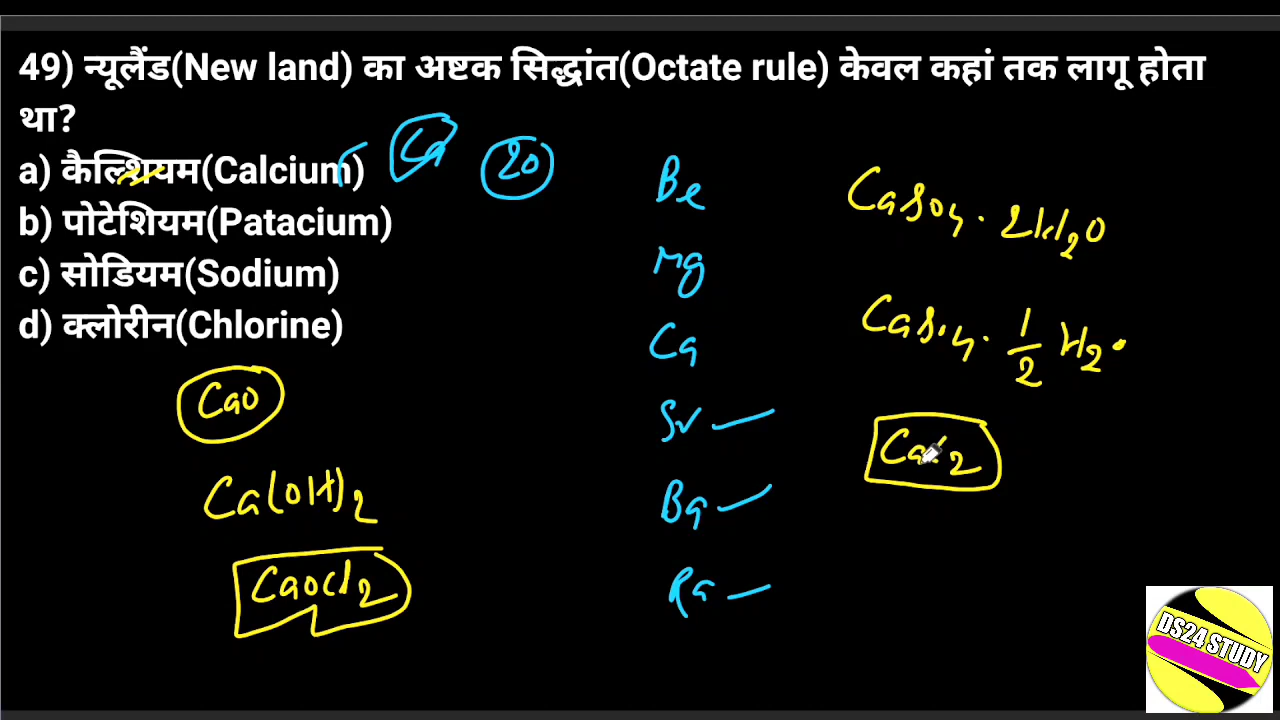 49) न्यूलैंड(New land) का अष्टक सिद्धांत(Octate rule) केवल कहां तक लागू होता
था?
a) कैल्शियम(Calcium)
Ca
20
b) पोटेशियम(Patacium)
c) सोडियम(Sodium)
d) क्लोरीन(Chlorine)
CaO
Ca(OH)2
CaOCl2
Be
Mg
Ca
Sr
Ba
Ra
CaSO4 . 2H2O
CaSO4 . 1/2 H2O
DS24 STUDY